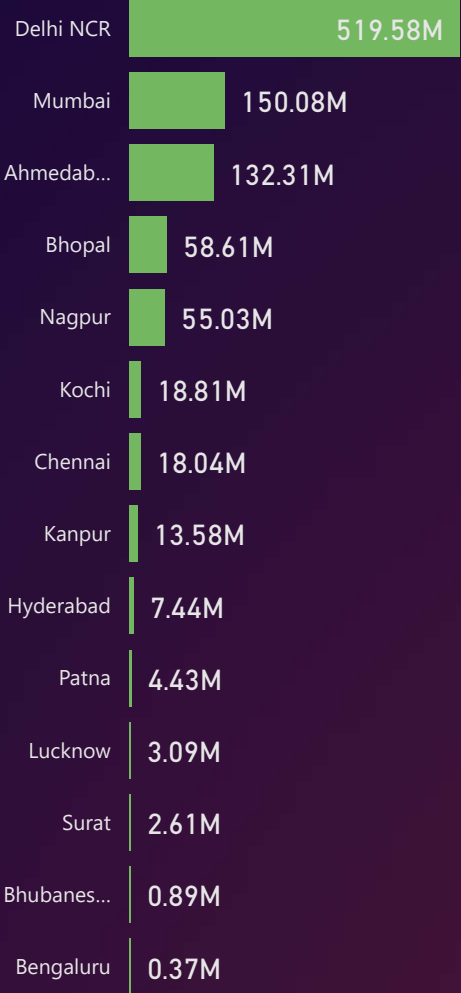 Delhi NCR 519.58M
Mumbai 150.08M
Ahmedab... 132.31M
Bhopal 58.61M
Nagpur 55.03M
Kochi 18.81M
Chennai 18.04M
Kanpur 13.58M
Hyderabad 7.44M
Patna 4.43M
Lucknow 3.09M
Surat 2.61M
Bhubanes... 0.89M
Bengaluru 0.37M